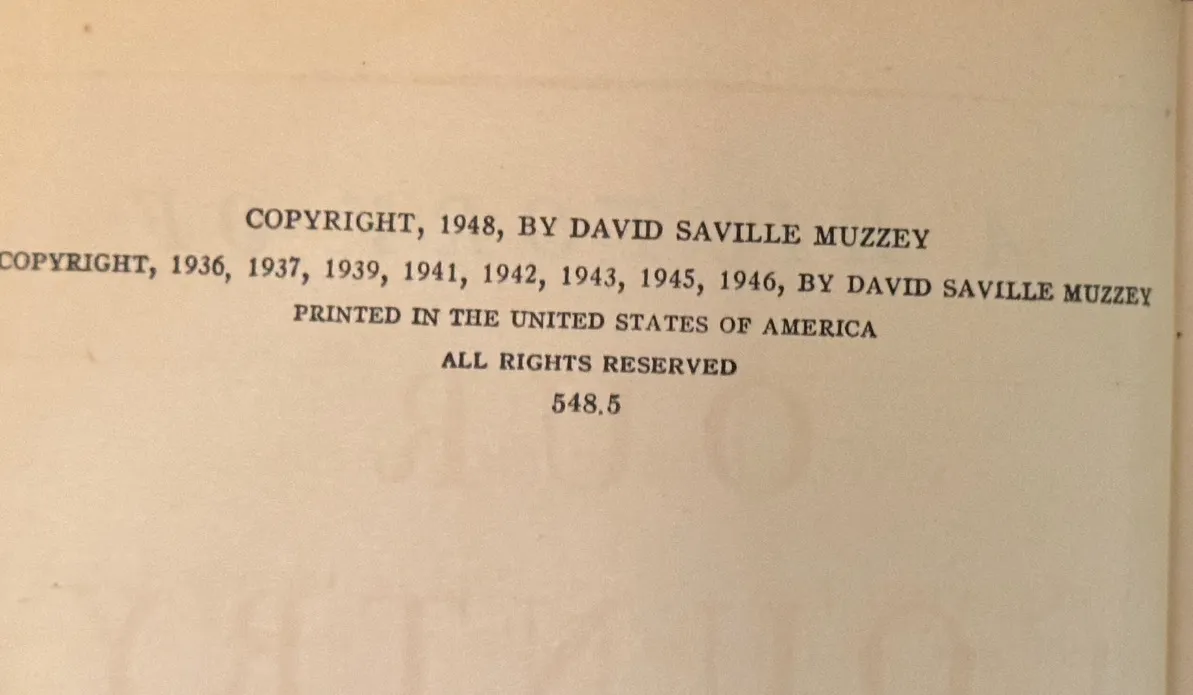 COPYRIGHT, 1948, BY DAVID SAVILLE MUZZEY
COPYRIGHT, 1936, 1937, 1939, 1941, 1942, 1943, 1945, 1946, BY DAVID SAVILLE MUZZEY
PRINTED IN THE UNITED STATES OF AMERICA
ALL RIGHTS RESERVED
548.5